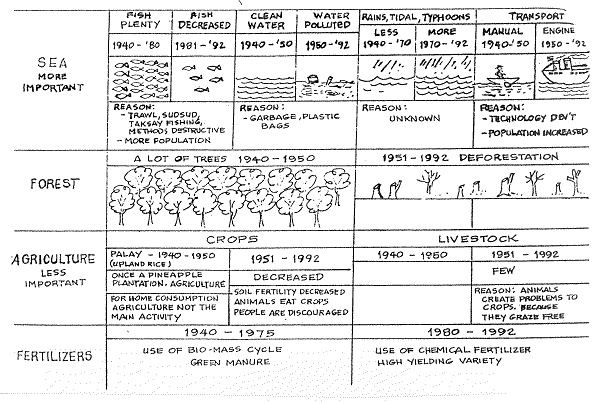 FISH PLENTY
FISH DECREASED
CLEAN WATER
WATER POLLUTED
RAINS, TIDAL, TYPHOONS
TRANSPORT
LESS
MORE
MANUAL
ENGINE
1940-'80
1981-'92
1940-'50
1950-'92
1940-'70
1970-'92
1940-'50
1950-'92
SEA
MORE
IMPORTANT
REASON:
- TRAWL, SUDSUD,
TAKSAY FISHING,
METHODS DESTRUCTIVE
- MORE POPULATION
REASON:
- GARBAGE, PLASTIC
BAGS
REASON:
UNKNOWN
REASON:
- TECHNOLOGY DEV'T
- POPULATION INCREASED
FOREST
A LOT OF TREES 1940-1950
1951-1992 DEFORESTATION
AGRICULTURE
LESS
IMPORTANT
CROPS
LIVESTOCK
PALAY - 1940-1950
(UPLAND RICE)
1951 - 1992
1940 - 1950
1951 - 1992
ONCE A PINEAPPLE
PLANTATION. AGRICULTURE
DECREASED
FEW
FOR HOME CONSUMPTION
AGRICULTURE NOT THE
MAIN ACTIVITY
SOIL FERTILITY DECREASED
ANIMALS EAT CROPS
PEOPLE ARE DISCOURAGED
REASON: ANIMALS
CREATE PROBLEMS TO
CROPS. BECAUSE
THEY GRAZE FREE
FERTILIZERS
1940 - 1975
1980 - 1992
USE OF BIO-MASS CYCLE
GREEN MANURE
USE OF CHEMICAL FERTILIZER
HIGH YIELDING VARIETY